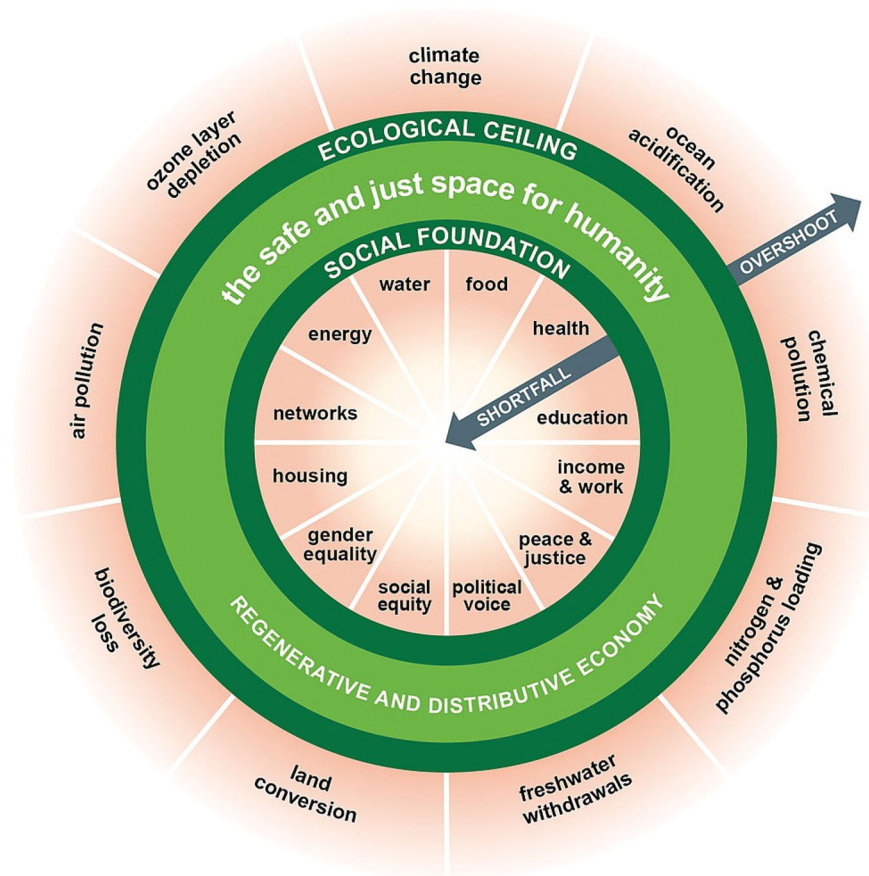 climate
change
ocean
acidification
chemical
pollution
nitrogen &
phosphorus loading
freshwater
withdrawals
land
conversion
biodiversity
loss
air pollution
ozone layer
depletion
OVERSHOOT
ECOLOGICAL CEILING
the safe and just space for humanity
SOCIAL FOUNDATION
water
food
health
SHORTFALL
education
income
& work
peace &
justice
political
voice
social
equity
gender
equality
housing
networks
energy
REGENERATIVE AND DISTRIBUTIVE ECONOMY